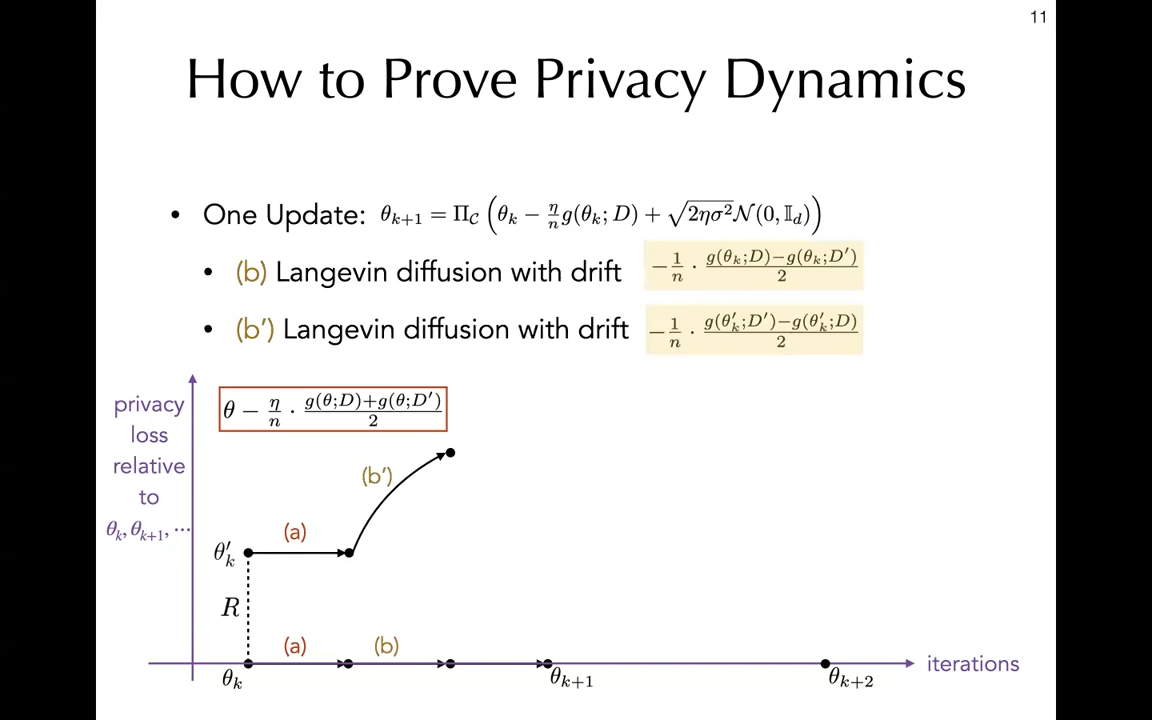 11
How to Prove Privacy Dynamics
• One Update: θ_{k+1} = Π_𝒞 (θ_k − η/n g(θ_k; D) + √(2ησ²) 𝒩(0, 𝕀_d))
• (b) Langevin diffusion with drift −1/n · (g(θ_k;D)−g(θ_k;D′))/2
• (b′) Langevin diffusion with drift −1/n · (g(θ′_k;D′)−g(θ′_k;D))/2
privacy
loss
relative
to
θ_k, θ_{k+1}, ⋯
θ − η/n · (g(θ;D)+g(θ;D′))/2
(b′)
(a)
θ′_k
R
(a) (b)
iterations
θ_k θ_{k+1} θ_{k+2}